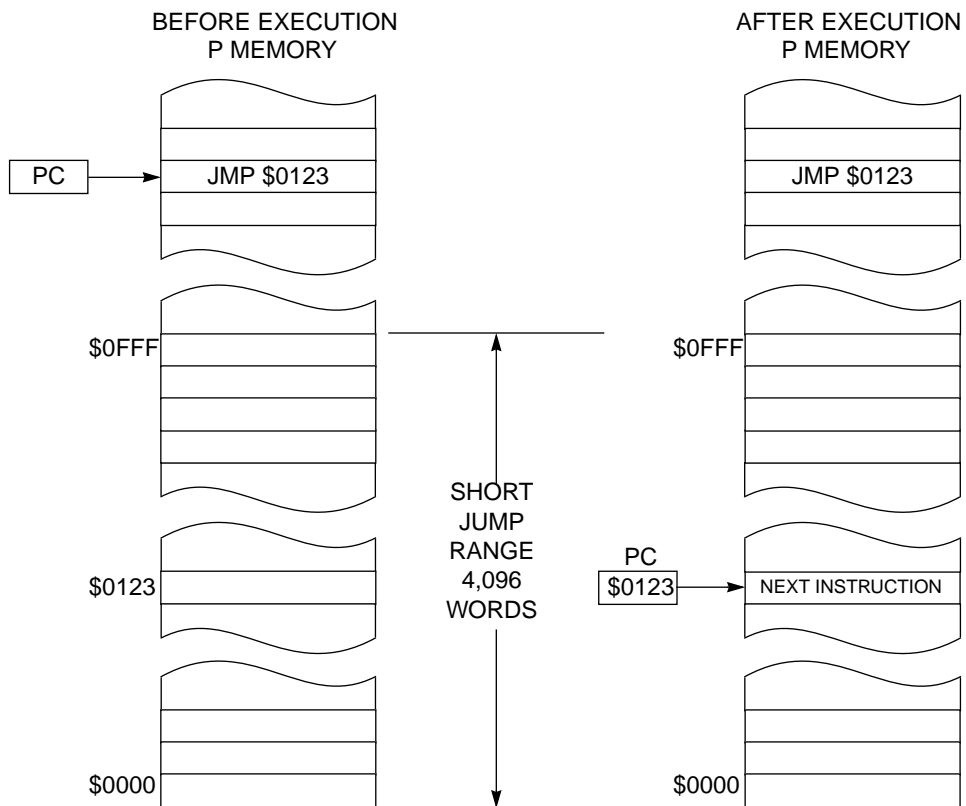 BEFORE EXECUTION
P MEMORY
AFTER EXECUTION
P MEMORY
PC
JMP $0123
JMP $0123
$0FFF
$0FFF
SHORT
JUMP
RANGE
4,096
WORDS
$0123
PC
$0123
NEXT INSTRUCTION
$0000
$0000